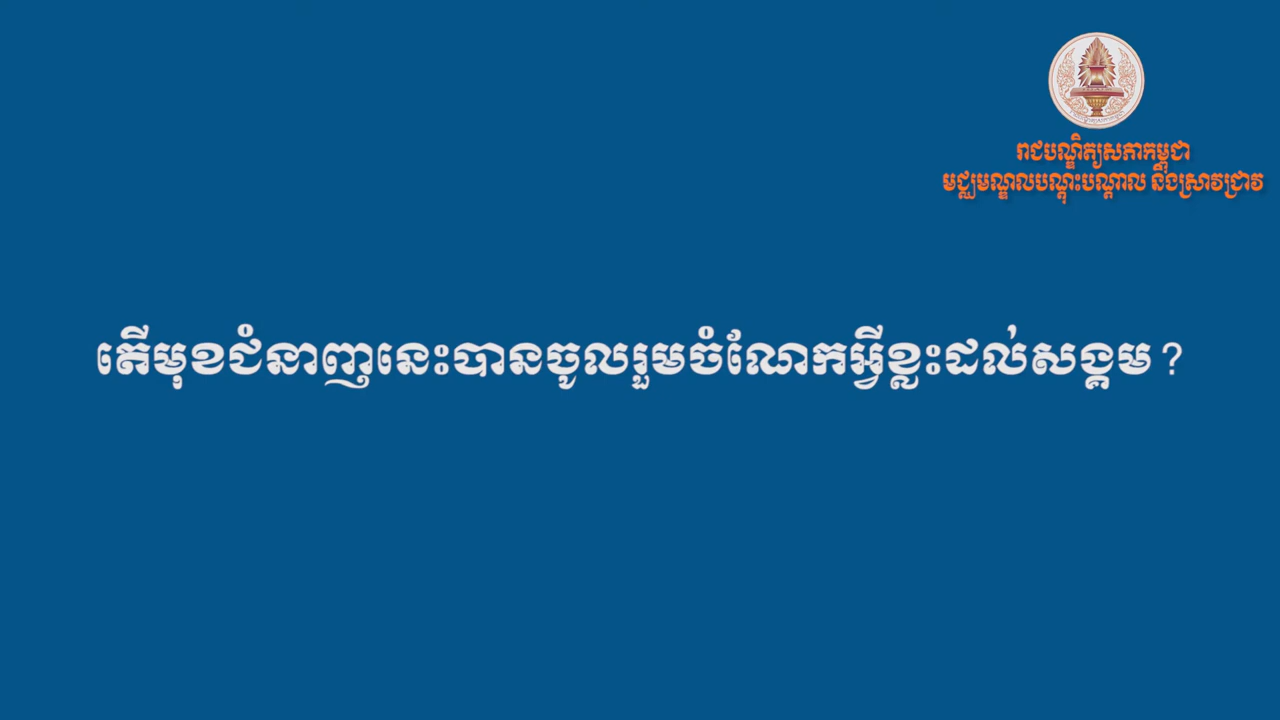 រាជបណ្ឌិត្យសភាកម្ពុជា
មជ្ឈមណ្ឌលបណ្ដុះបណ្ដាល និងស្រាវជ្រាវ
តើមុខជំនាញនេះបានចូលរួមចំណែកអ្វីខ្លះដល់សង្គម?